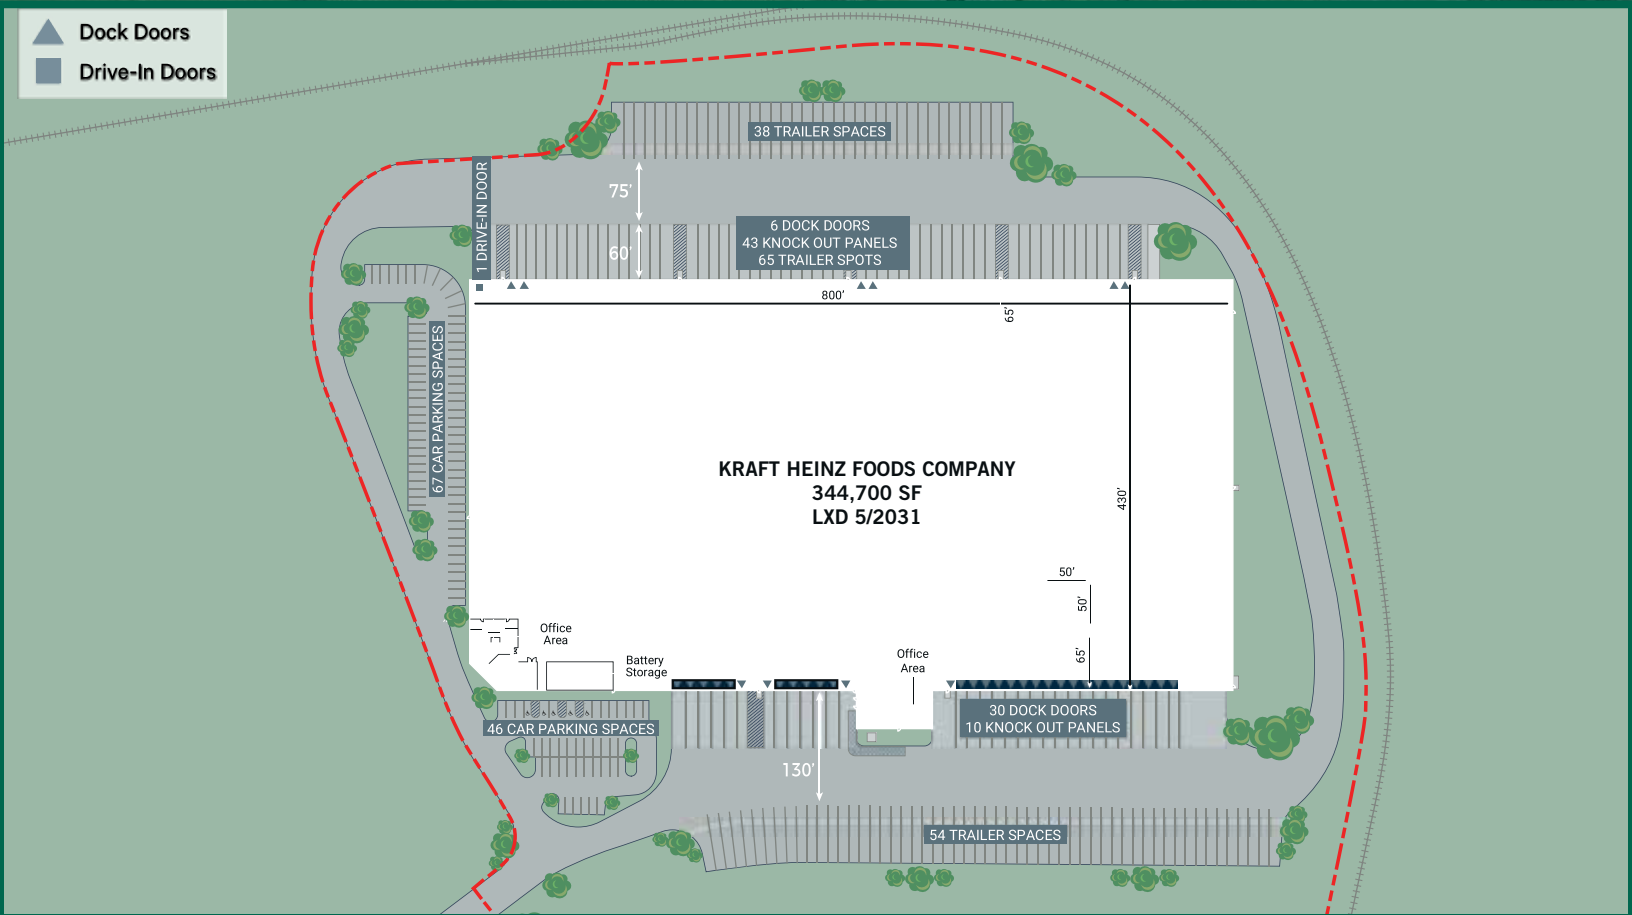 Dock Doors
Drive-In Doors
38 TRAILER SPACES
1 DRIVE-IN DOOR
75'
6 DOCK DOORS
43 KNOCK OUT PANELS
65 TRAILER SPOTS
60'
800'
65'
67 CAR PARKING SPACES
KRAFT HEINZ FOODS COMPANY
344,700 SF
LXD 5/2031
430'
50'
50'
65'
Office
Area
Battery
Storage
Office
Area
46 CAR PARKING SPACES
30 DOCK DOORS
10 KNOCK OUT PANELS
130'
54 TRAILER SPACES